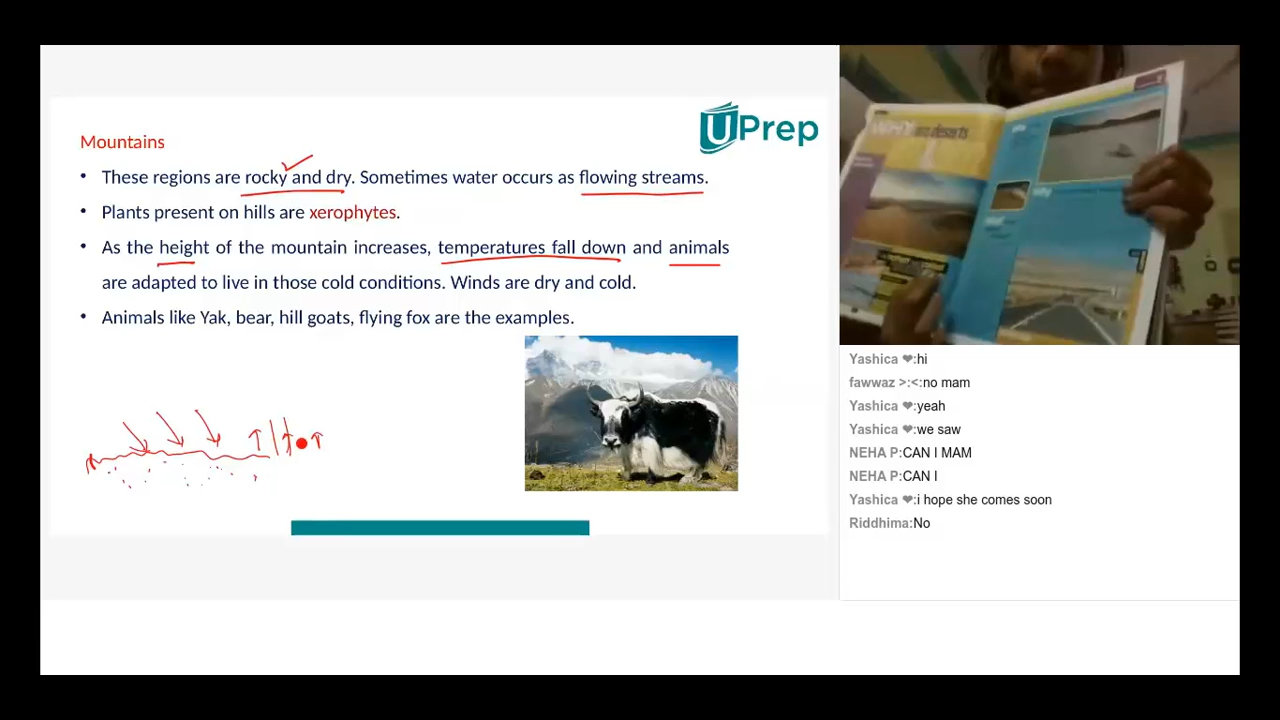 UPrep
Mountains
• These regions are rocky and dry. Sometimes water occurs as flowing streams.
• Plants present on hills are xerophytes.
• As the height of the mountain increases, temperatures fall down and animals
are adapted to live in those cold conditions. Winds are dry and cold.
• Animals like Yak, bear, hill goats, flying fox are the examples.
deserts
Yashica ❤:hi
fawwaz >:<:no mam
Yashica ❤:yeah
Yashica ❤:we saw
NEHA P:CAN I MAM
NEHA P:CAN I
Yashica ❤:i hope she comes soon
Riddhima:No